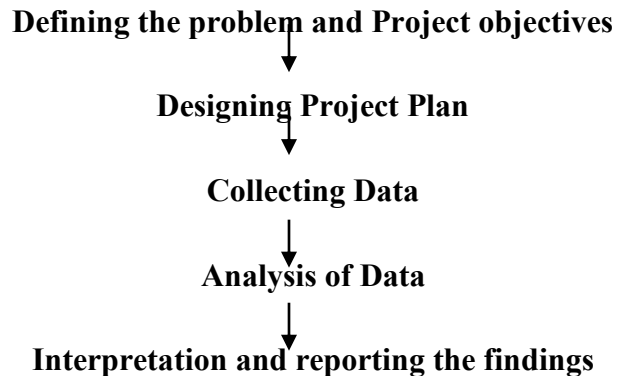 Defining the problem and Project objectives
Designing Project Plan
Collecting Data
Analysis of Data
Interpretation and reporting the findings